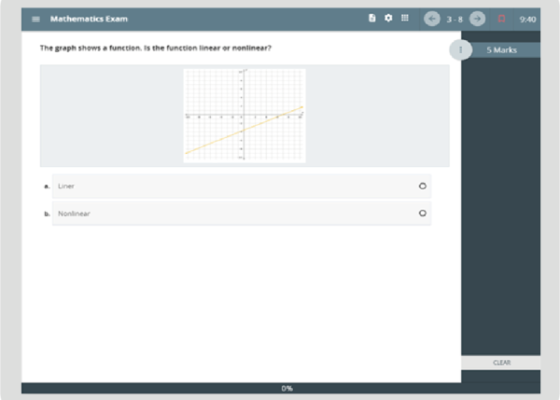 Mathematics Exam
3 - 8
9:40
The graph shows a function. Is the function linear or nonlinear?
5 Marks
a. Liner
b. Nonlinear
CLEAR
0%